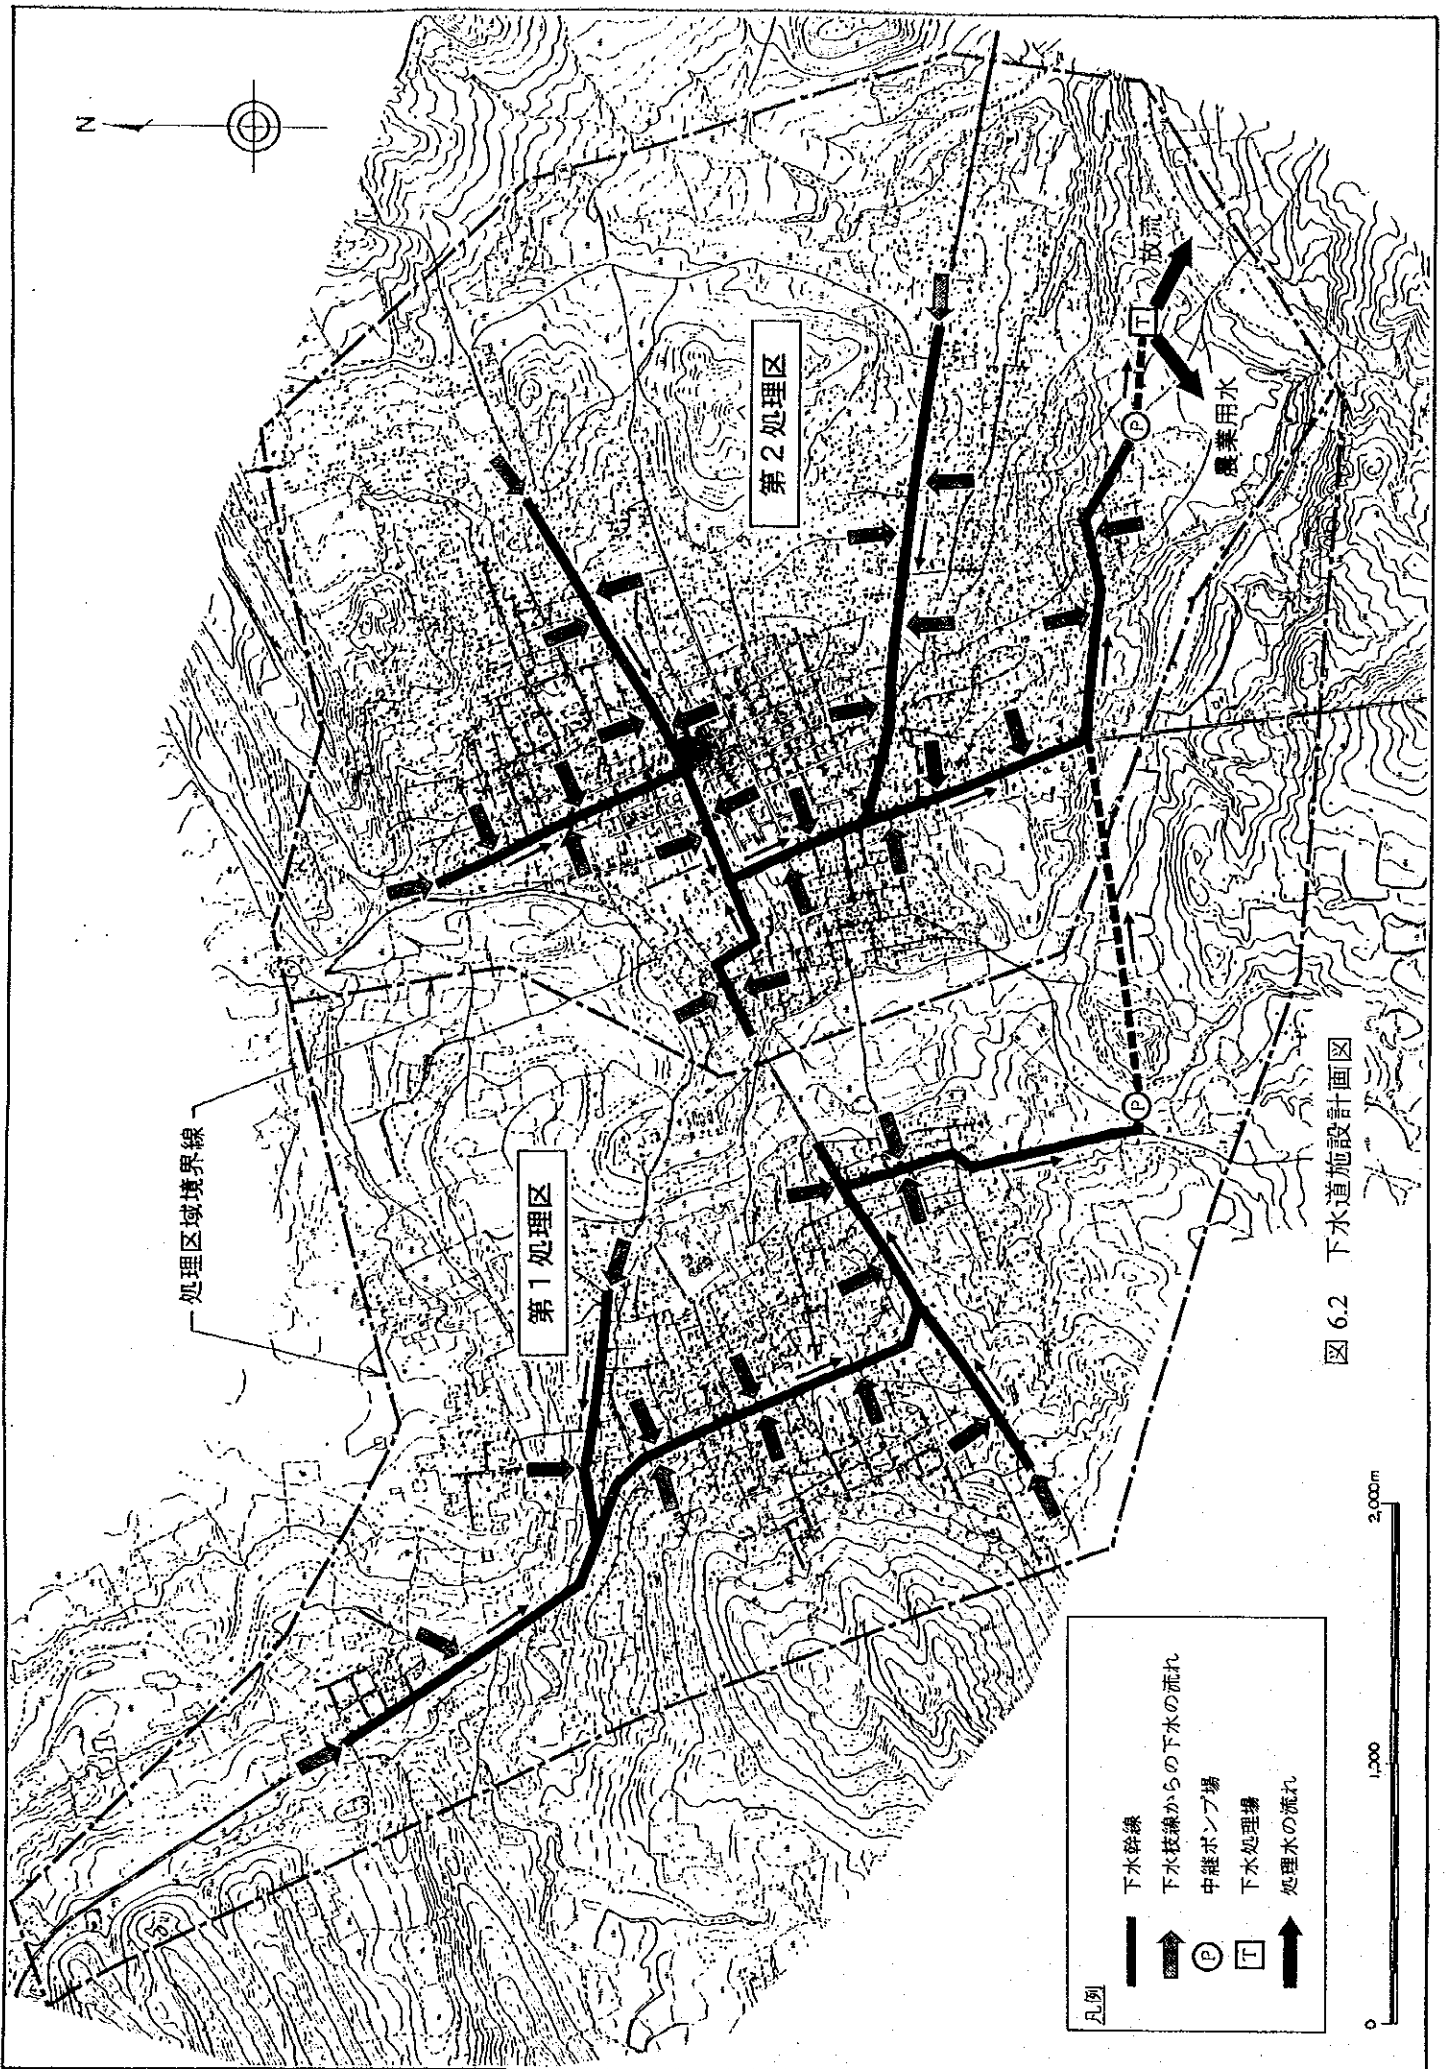 N
処理区域境界線
第1処理区
第2処理区
P
P
T
放流
農業用水
凡例
下水幹線
下水枝線からの下水の流れ
P 中継ポンプ場
T 下水処理場
処理水の流れ
0 1,000 2,000m
図 6.2 下水道施設計画図